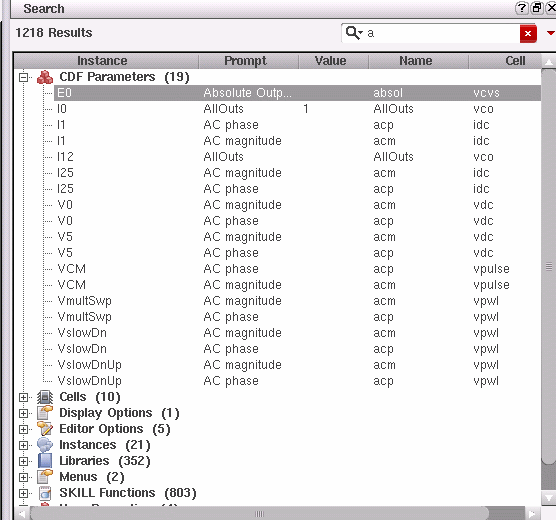 Search
1218 Results a
Instance Prompt Value Name Cell
CDF Parameters (19)
E0 Absolute Outp... absol vcvs
I0 AllOuts 1 AllOuts vco
I1 AC phase acp idc
I1 AC magnitude acm idc
I12 AllOuts AllOuts vco
I25 AC magnitude acm idc
I25 AC phase acp idc
V0 AC magnitude acm vdc
V0 AC phase acp vdc
V5 AC magnitude acm vdc
V5 AC phase acp vdc
VCM AC phase acp vpulse
VCM AC magnitude acm vpulse
VmultSwp AC magnitude acm vpwl
VmultSwp AC phase acp vpwl
VslowDn AC magnitude acm vpwl
VslowDn AC phase acp vpwl
VslowDnUp AC magnitude acm vpwl
VslowDnUp AC phase acp vpwl
Cells (10)
Display Options (1)
Editor Options (5)
Instances (21)
Libraries (352)
Menus (2)
SKILL Functions (803)